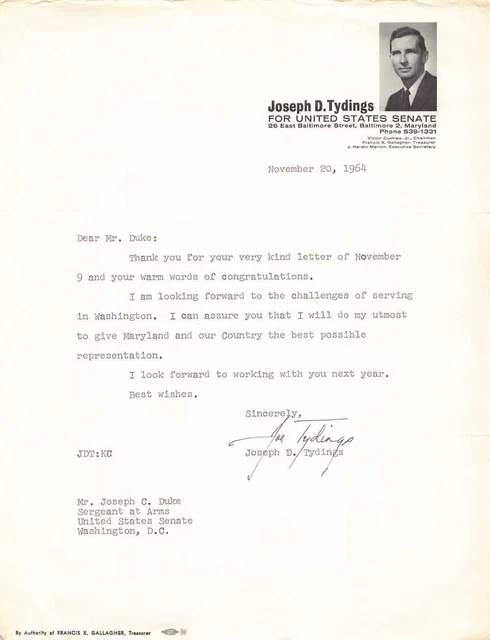 Joseph D. Tydings
FOR UNITED STATES SENATE
26 East Baltimore Street, Baltimore 2, Maryland
Phone 539-1331
Victor Cushwa, Jr., Chairman
Francis X. Gallagher, Treasurer
J. Hardin Marion, Executive Secretary
November 20, 1964
Dear Mr. Duke:
Thank you for your very kind letter of November
9 and your warm words of congratulations.
I am looking forward to the challenges of serving
in Washington. I can assure you that I will do my utmost
to give Maryland and our Country the best possible
representation.
I look forward to working with you next year.
Best wishes.
Sincerely,
Joe Tydings
JDT:KC
Joseph D. Tydings
Mr. Joseph C. Duke
Sergeant at Arms
United States Senate
Washington, D.C.
By Authority of FRANCIS X. GALLAGHER, Treasurer